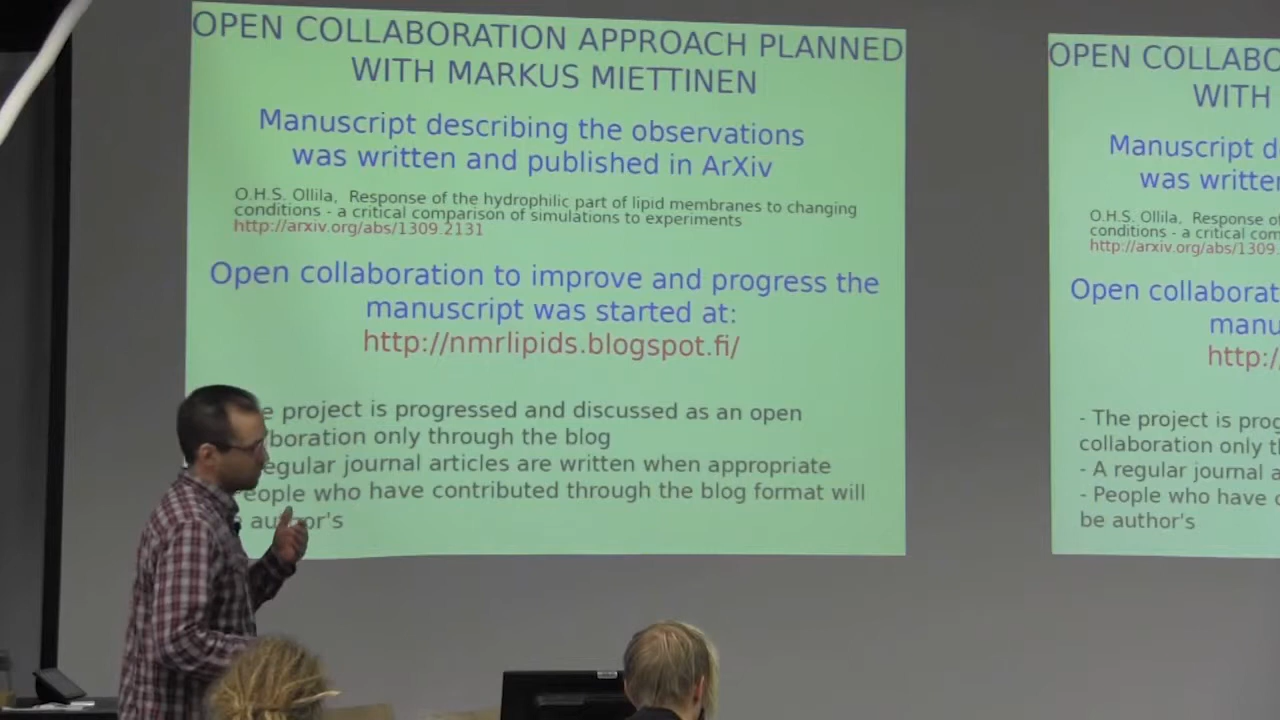 OPEN COLLABORATION APPROACH PLANNED
WITH MARKUS MIETTINEN
Manuscript describing the observations
was written and published in ArXiv
O.H.S. Ollila, Response of the hydrophilic part of lipid membranes to changing
conditions - a critical comparison of simulations to experiments
http://arxiv.org/abs/1309.2131
Open collaboration to improve and progress the
manuscript was started at:
http://nmrlipids.blogspot.fi/
project is progressed and discussed as an open
boration only through the blog
egular journal articles are written when appropriate
eople who have contributed through the blog format will
author's
OPEN COLLABO
WITH
Manuscript d
was written
O.H.S. Ollila, Response of
conditions - a critical com
http://arxiv.org/abs/1309.
Open collaborat
manu
http:/
- The project is prog
collaboration only t
- A regular journal a
- People who have c
be author's